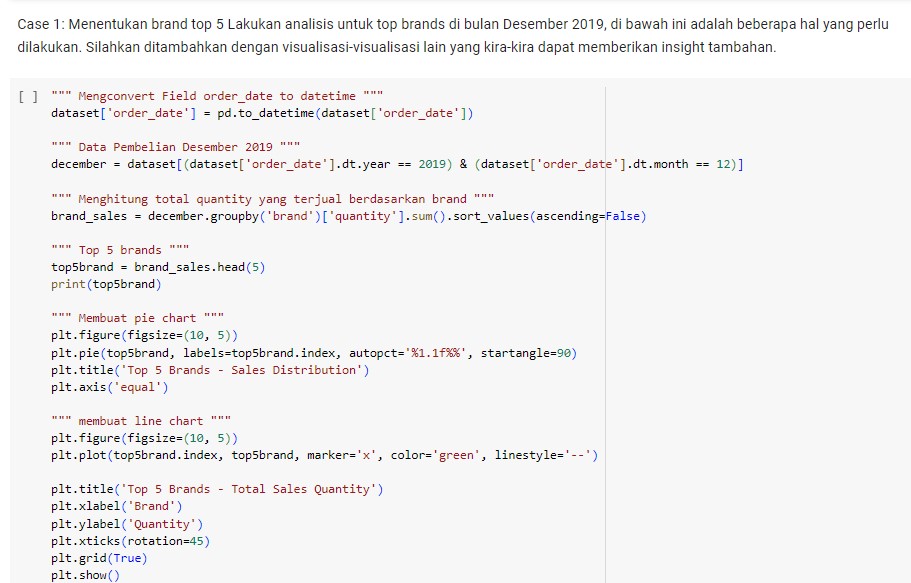 Case 1: Menentukan brand top 5 Lakukan analisis untuk top brands di bulan Desember 2019, di bawah ini adalah beberapa hal yang perlu
dilakukan. Silahkan ditambahkan dengan visualisasi-visualisasi lain yang kira-kira dapat memberikan insight tambahan.
[ ] """ Mengconvert Field order_date to datetime """
dataset['order_date'] = pd.to_datetime(dataset['order_date'])
""" Data Pembelian Desember 2019 """
december = dataset[(dataset['order_date'].dt.year == 2019) & (dataset['order_date'].dt.month == 12)]
""" Menghitung total quantity yang terjual berdasarkan brand """
brand_sales = december.groupby('brand')['quantity'].sum().sort_values(ascending=False)
""" Top 5 brands """
top5brand = brand_sales.head(5)
print(top5brand)
""" Membuat pie chart """
plt.figure(figsize=(10, 5))
plt.pie(top5brand, labels=top5brand.index, autopct='%1.1f%%', startangle=90)
plt.title('Top 5 Brands - Sales Distribution')
plt.axis('equal')
""" membuat line chart """
plt.figure(figsize=(10, 5))
plt.plot(top5brand.index, top5brand, marker='x', color='green', linestyle='--')
plt.title('Top 5 Brands - Total Sales Quantity')
plt.xlabel('Brand')
plt.ylabel('Quantity')
plt.xticks(rotation=45)
plt.grid(True)
plt.show()